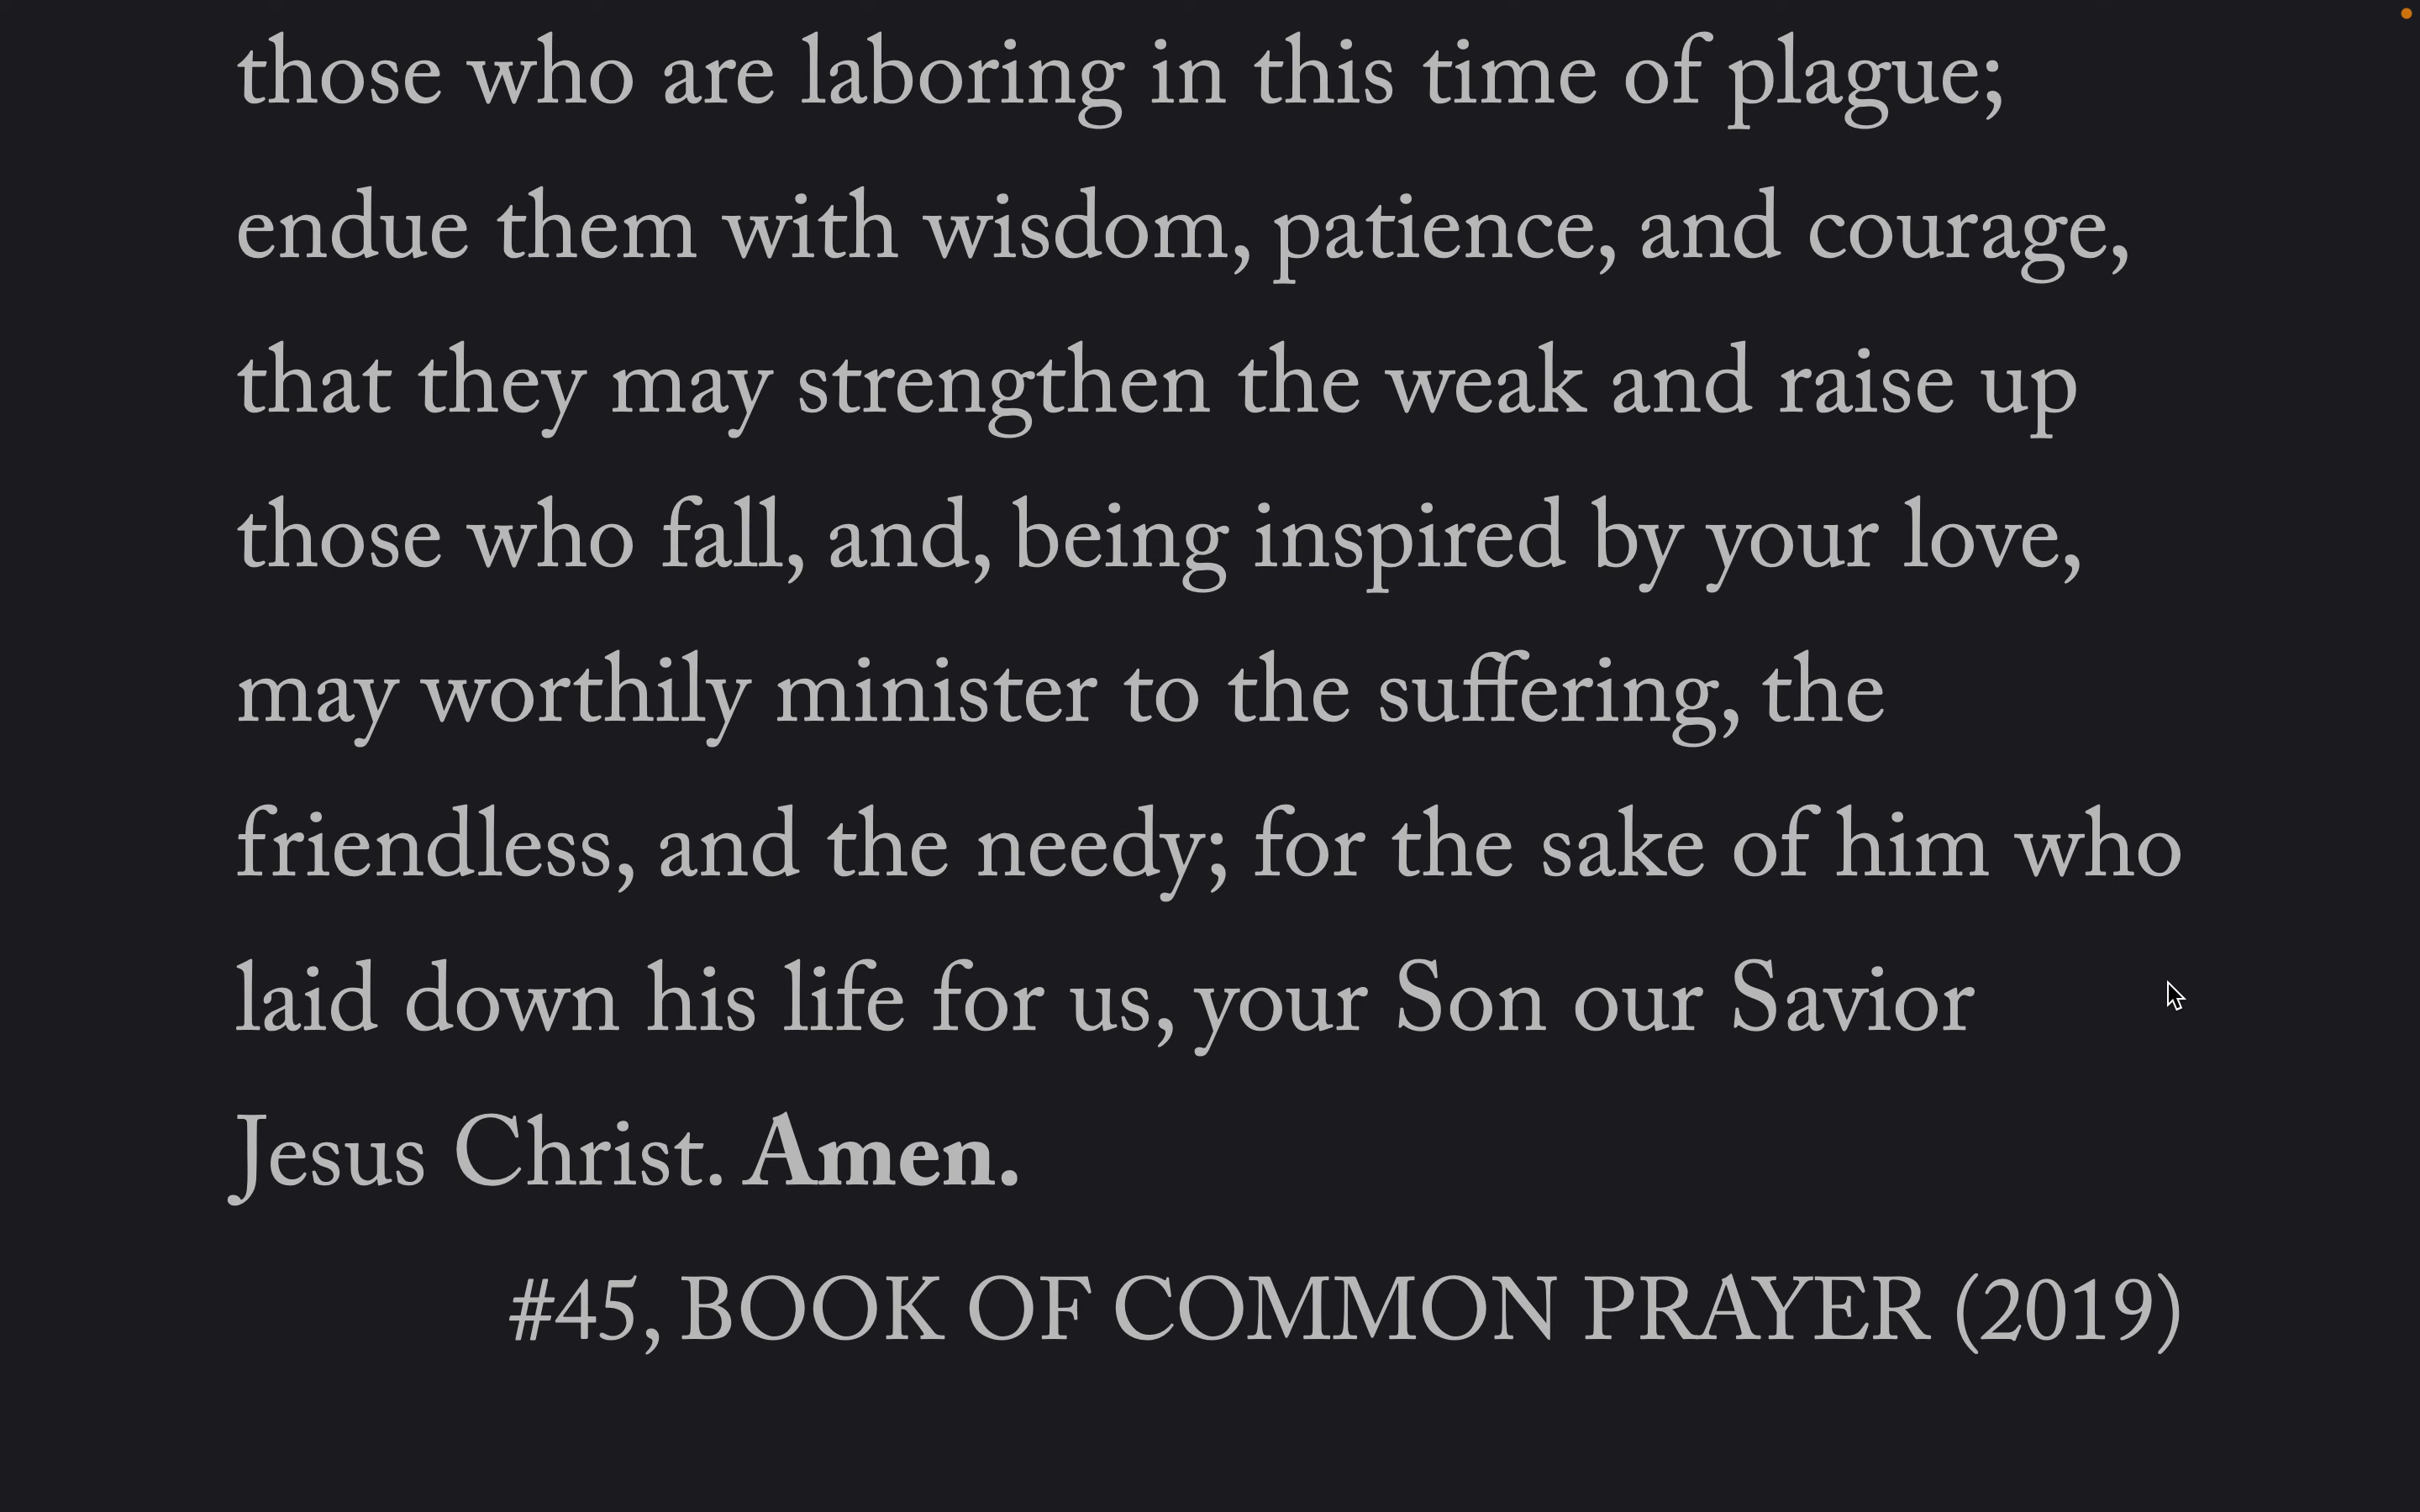 those who are laboring in this time of plague;
endue them with wisdom, patience, and courage,
that they may strengthen the weak and raise up
those who fall, and, being inspired by your love,
may worthily minister to the suffering, the
friendless, and the needy; for the sake of him who
laid down his life for us, your Son our Savior
Jesus Christ. Amen.
#45, BOOK OF COMMON PRAYER (2019)